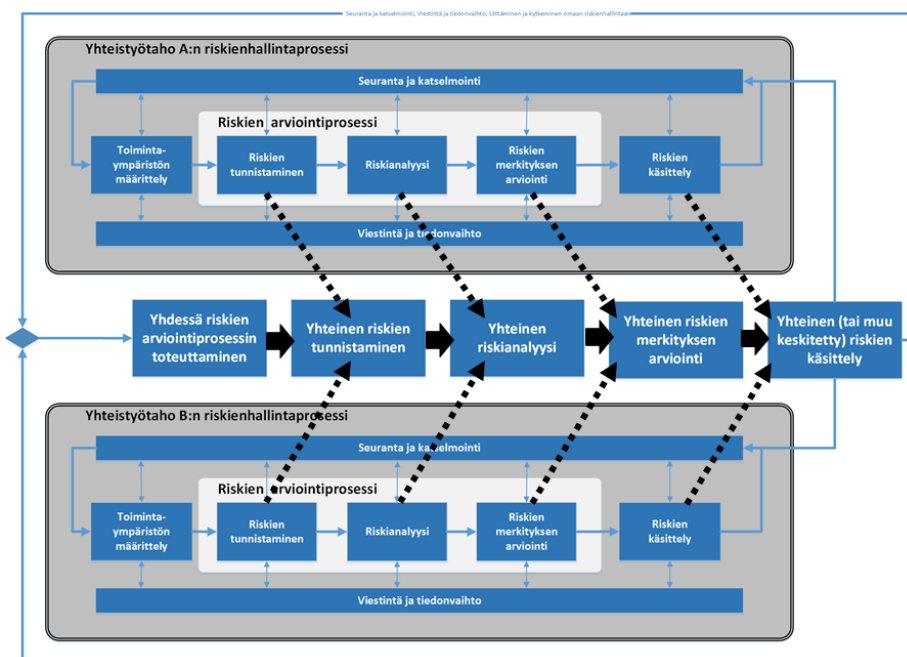 Seuranta ja katselmointi, Viestintä ja tiedonvaihto, Liittäminen ja kytkeminen omaan riskienhallintaan
Yhteistyötaho A:n riskienhallintaprosessi
Seuranta ja katselmointi
Riskien arviointiprosessi
Toiminta-
ympäristön
määrittely
Riskien
tunnistaminen
Riskianalyysi
Riskien
merkityksen
arviointi
Riskien
käsittely
Viestintä ja tiedonvaihto
Yhdessä riskien
arviointiprosessin
toteuttaminen
Yhteinen riskien
tunnistaminen
Yhteinen
riskianalyysi
Yhteinen riskien
merkityksen
arviointi
Yhteinen (tai muu
keskitetty) riskien
käsittely
Yhteistyötaho B:n riskienhallintaprosessi
Seuranta ja katselmointi
Riskien arviointiprosessi
Toiminta-
ympäristön
määrittely
Riskien
tunnistaminen
Riskianalyysi
Riskien
merkityksen
arviointi
Riskien
käsittely
Viestintä ja tiedonvaihto